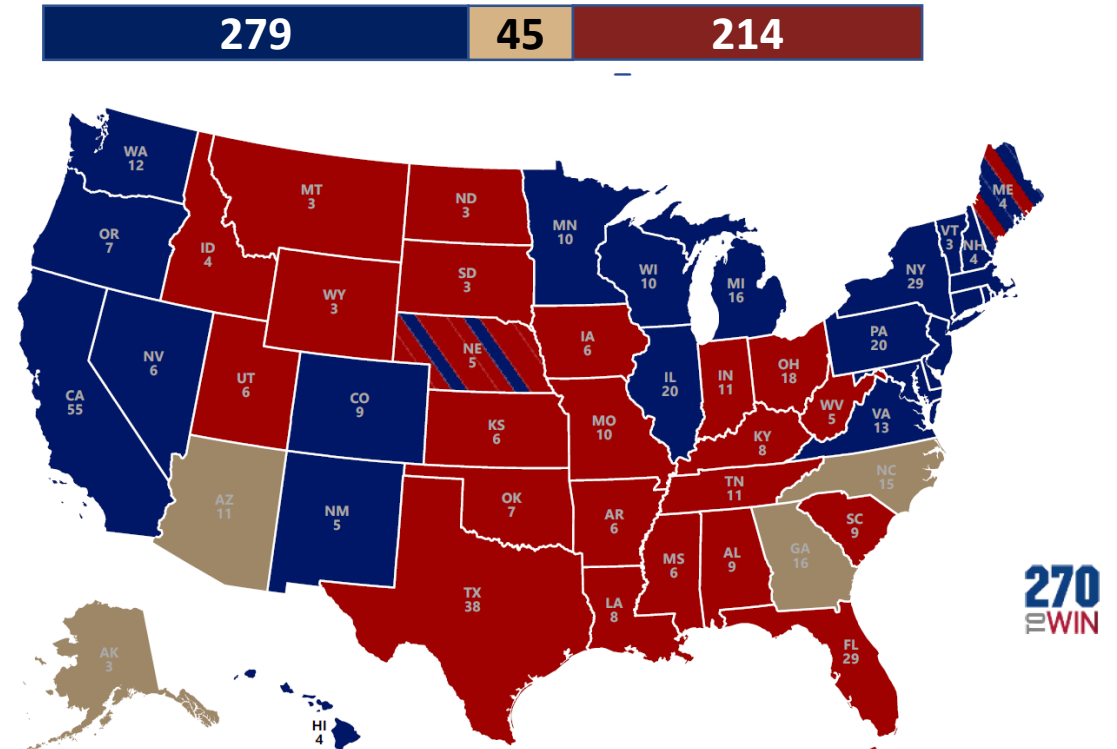 279 45 214
WA
12
MT
3
ND
3
MN
10
ME
4
OR
7
ID
4
SD
3
WI
10
MI
16
VT
3
NH
4
NY
29
WY
3
NE
5
IA
6
PA
20
NV
6
UT
6
CO
9
IL
20
IN
11
OH
18
CA
55
KS
6
MO
10
WV
5
VA
13
KY
8
AZ
11
NM
5
OK
7
AR
6
TN
11
NC
15
SC
9
MS
6
AL
9
GA
16
TX
38
LA
8
FL
29
AK
3
HI
4
270
TO WIN